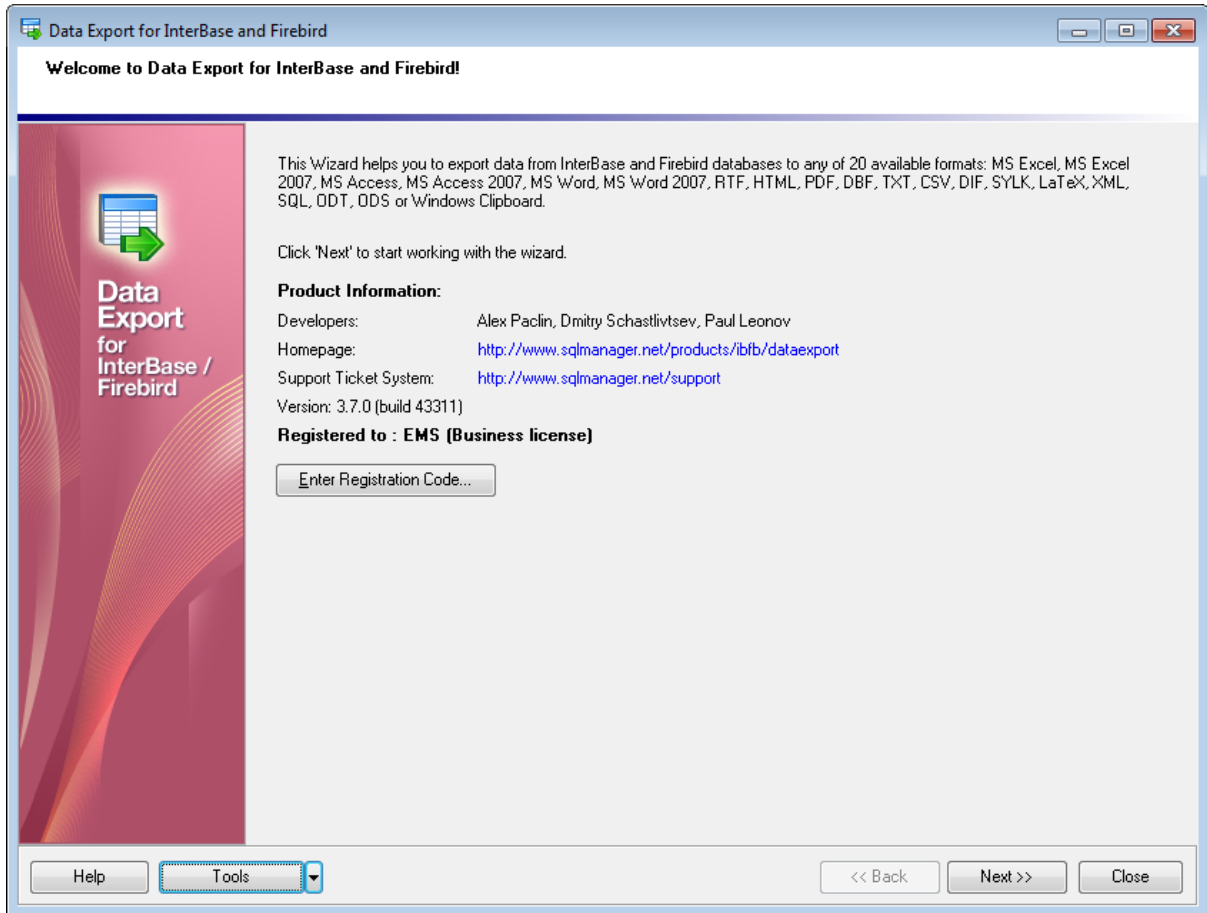 Data Export for InterBase and Firebird
Welcome to Data Export for InterBase and Firebird!
Data
Export
for
InterBase /
Firebird
This Wizard helps you to export data from InterBase and Firebird databases to any of 20 available formats: MS Excel, MS Excel
2007, MS Access, MS Access 2007, MS Word, MS Word 2007, RTF, HTML, PDF, DBF, TXT, CSV, DIF, SYLK, LaTeX, XML,
SQL, ODT, ODS or Windows Clipboard.
Click 'Next' to start working with the wizard.
Product Information:
Developers: Alex Paclin, Dmitry Schastlivtsev, Paul Leonov
Homepage: http://www.sqlmanager.net/products/ibfb/dataexport
Support Ticket System: http://www.sqlmanager.net/support
Version: 3.7.0 (build 43311)
Registered to : EMS (Business license)
Enter Registration Code...
Help Tools << Back Next >> Close